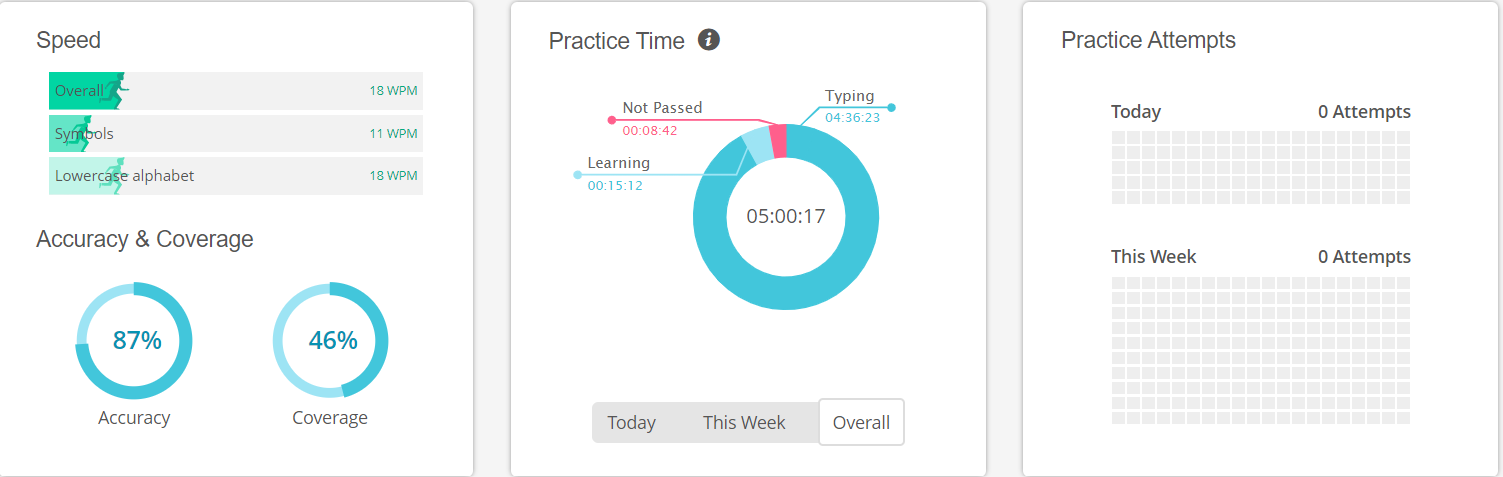 Speed
Overall 18 WPM
Symbols 11 WPM
Lowercase alphabet 18 WPM
Accuracy & Coverage
87%
Accuracy
46%
Coverage
Practice Time i
Typing
04:36:23
Not Passed
00:08:42
Learning
00:15:12
05:00:17
Today This Week Overall
Practice Attempts
Today 0 Attempts
This Week 0 Attempts